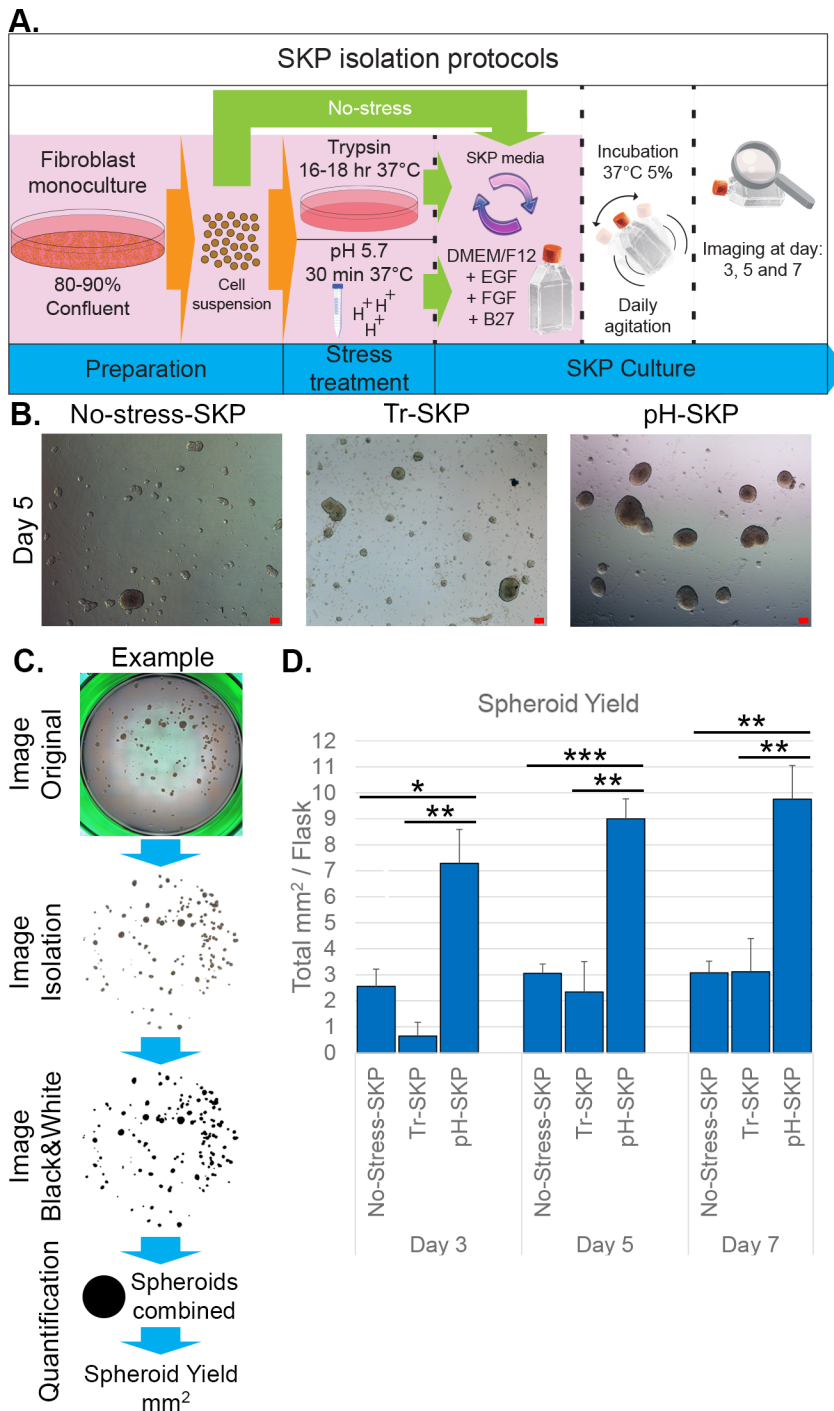 A.
SKP isolation protocols
No-stress
Fibroblast
monoculture
80-90%
Confluent
Cell
suspension
Trypsin
16-18 hr 37°C
pH 5.7
30 min 37°C
H+ H+
H+
SKP media
DMEM/F12
+ EGF
+ FGF
+ B27
Incubation
37°C 5%
Daily
agitation
Imaging at day:
3, 5 and 7
Preparation
Stress
treatment
SKP Culture
B.
No-stress-SKP
Tr-SKP
pH-SKP
Day 5
C.
Example
Image
Original
Image
Isolation
Image
Black&White
Quantification
Spheroids
combined
Spheroid Yield
mm²
D.
Spheroid Yield
Total mm² / Flask
12
11
10
9
8
7
6
5
4
3
2
1
0
*
**
***
**
**
**
No-Stress-SKP
Tr-SKP
pH-SKP
No-Stress-SKP
Tr-SKP
pH-SKP
No-Stress-SKP
Tr-SKP
pH-SKP
Day 3
Day 5
Day 7